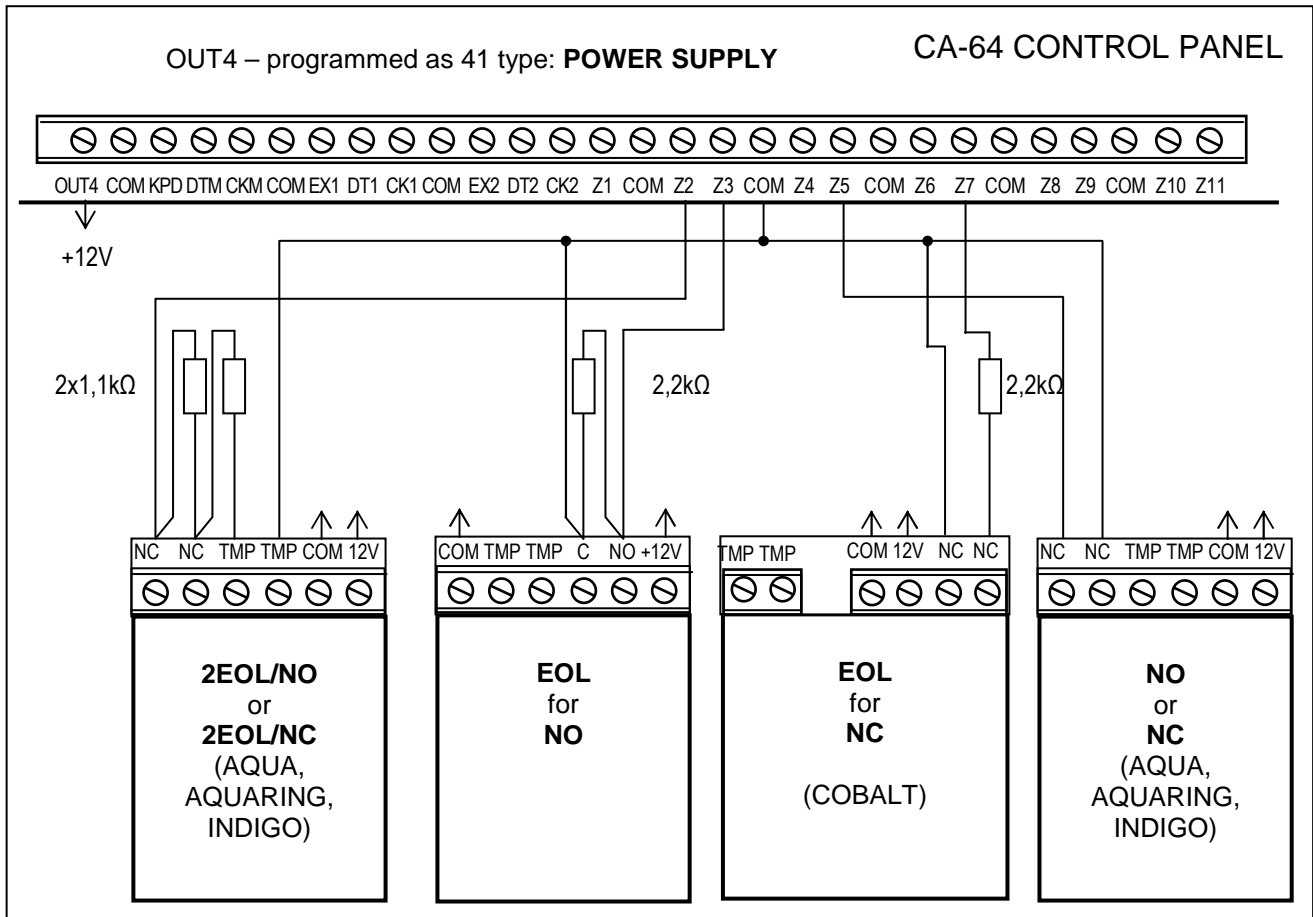 OUT4 – programmed as 41 type: POWER SUPPLY
CA-64 CONTROL PANEL
OUT4 COM KPD DTM CKM COM EX1 DT1 CK1 COM EX2 DT2 CK2 Z1 COM Z2 Z3 COM Z4 Z5 COM Z6 Z7 COM Z8 Z9 COM Z10 Z11
+12V
2x1,1kΩ
2,2kΩ
2,2kΩ
NC NC TMP TMP COM 12V
COM TMP TMP C NO +12V
TMP TMP COM 12V NC NC
NC NC TMP TMP COM 12V
2EOL/NO
or
2EOL/NC
(AQUA,
AQUARING,
INDIGO)
EOL
for
NO
EOL
for
NC
(COBALT)
NO
or
NC
(AQUA,
AQUARING,
INDIGO)